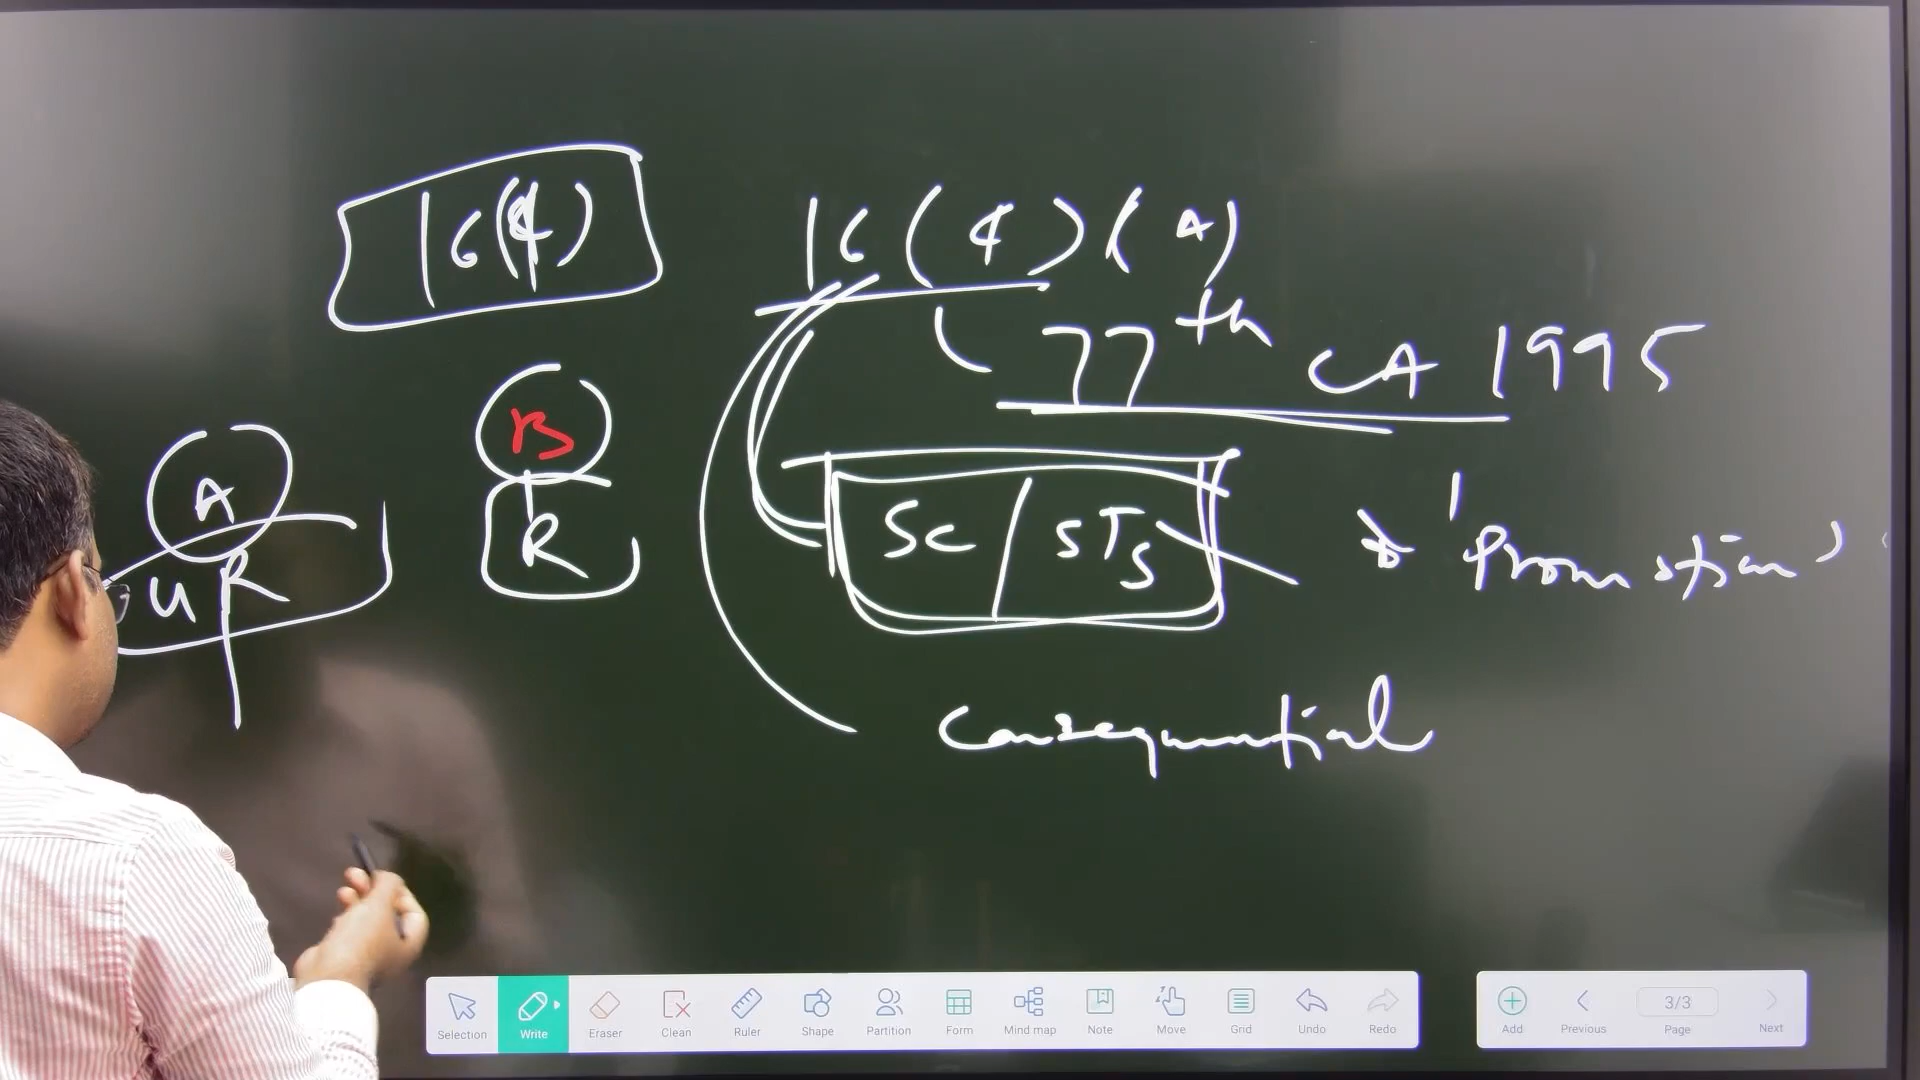 16(4)
16(4)(A)
77th CA 1995
A
B
UR
R
SC / STs
'Promotion'
Consequential
Selection
Write
Eraser
Clean
Ruler
Shape
Partition
Form
Mind map
Note
Move
Grid
Undo
Redo
Add
Previous
3/3
Page
Next